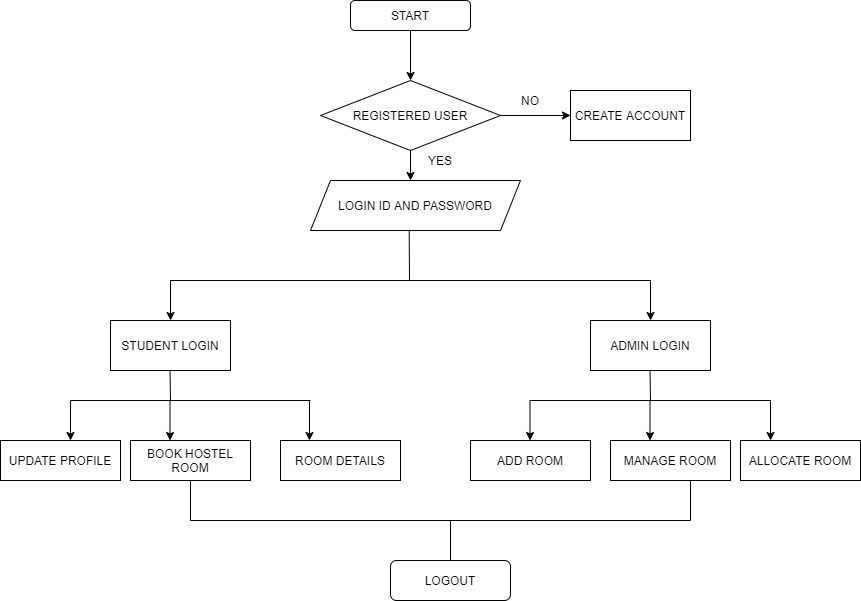 START
REGISTERED USER
NO
CREATE ACCOUNT
YES
LOGIN ID AND PASSWORD
STUDENT LOGIN
ADMIN LOGIN
UPDATE PROFILE
BOOK HOSTEL
ROOM
ROOM DETAILS
ADD ROOM
MANAGE ROOM
ALLOCATE ROOM
LOGOUT